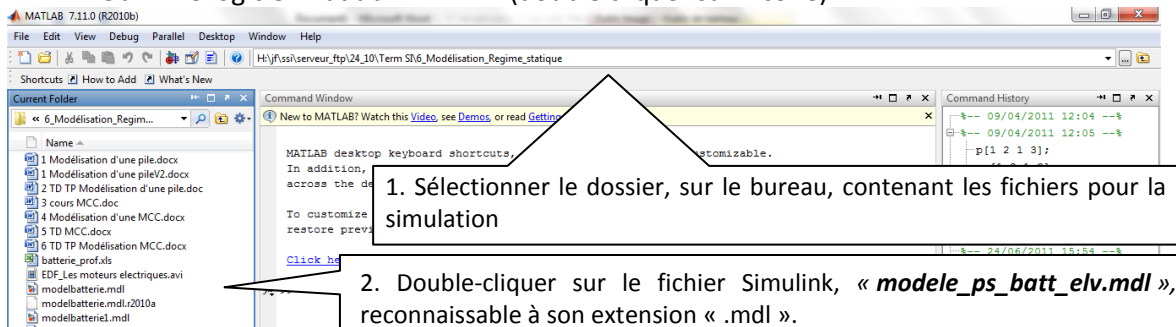 MATLAB 7.11.0 (R2010b)
File Edit View Debug Parallel Desktop Window Help
H:\jf\ssi\serveur_ftp\24_10\Term SI\6_Modélisation_Regime_statique
Shortcuts How to Add What's New
Current Folder
Command Window
Command History
« 6_Modélisation_Regim...
New to MATLAB? Watch this Video, see Demos, or read
%-- 09/04/2011 12:04 --%
%-- 09/04/2011 12:05 --%
p[1 2 1 3];
Name
1 Modélisation d'une pile.docx
1 Modélisation d'une pileV2.docx
2 TD TP Modélisation d'une pile.doc
3 cours MCC.doc
4 Modélisation d'une MCC.docx
5 TD MCC.docx
6 TD TP Modélisation MCC.docx
batterie_prof.xls
EDF_Les moteurs electriques.avi
modelbatterie.mdl
modelbatterie.mdl.r2010a
modelbatterie1.mdl
MATLAB desktop keyboard shortcuts,
In addition,
across the
To customize
restore
Click
1. Sélectionner le dossier, sur le bureau, contenant les fichiers pour la
simulation
%-- 24/06/2011 15:54 --%
2. Double-cliquer sur le fichier Simulink, « modele_ps_batt_elv.mdl »,
reconnaissable à son extension « .mdl ».